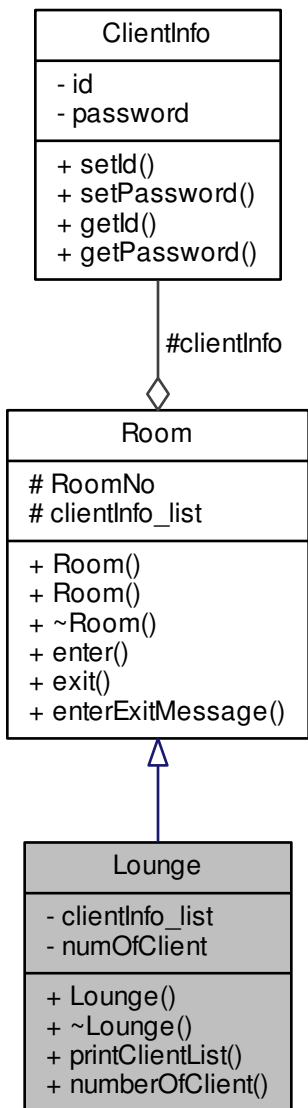 ClientInfo
- id
- password
+ setId()
+ setPassword()
+ getId()
+ getPassword()
#clientInfo
Room
# RoomNo
# clientInfo_list
+ Room()
+ Room()
+ ~Room()
+ enter()
+ exit()
+ enterExitMessage()
Lounge
- clientInfo_list
- numOfClient
+ Lounge()
+ ~Lounge()
+ printClientList()
+ numberOfClient()